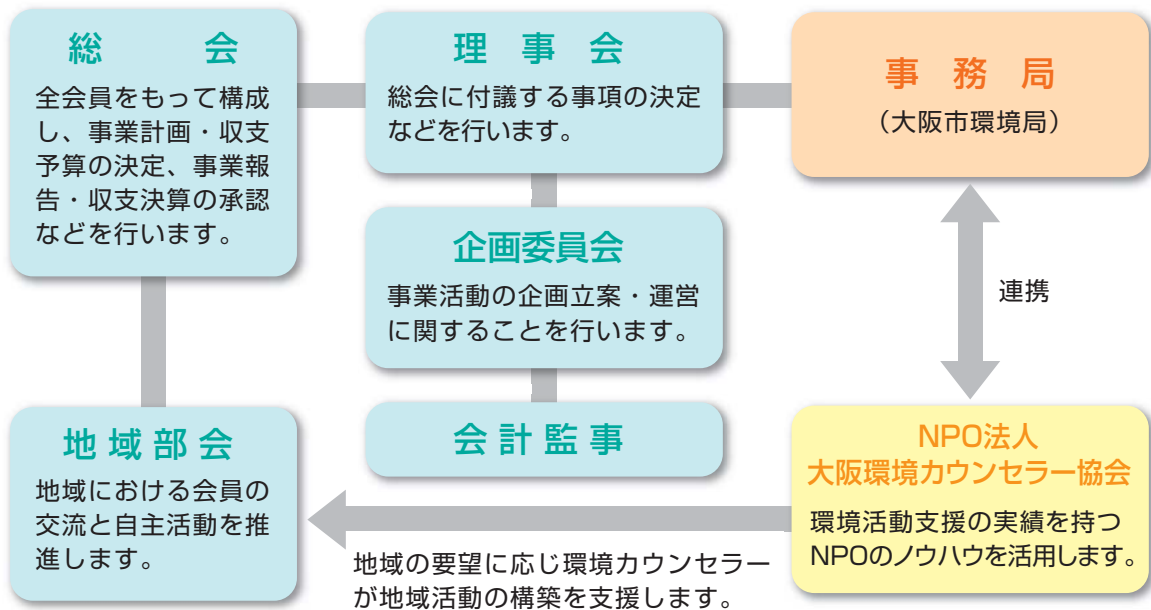 総会
全会員をもって構成
し、事業計画・収支
予算の決定、事業報
告・収支決算の承認
などを行います。
理事会
総会に付議する事項の決定
などを行います。
事務局
（大阪市環境局）
企画委員会
事業活動の企画立案・運営
に関することを行います。
連携
地域部会
地域における会員の
交流と自主活動を推
進します。
会計監事
NPO法人
大阪環境カウンセラー協会
環境活動支援の実績を持つ
NPOのノウハウを活用します。
地域の要望に応じ環境カウンセラー
が地域活動の構築を支援します。